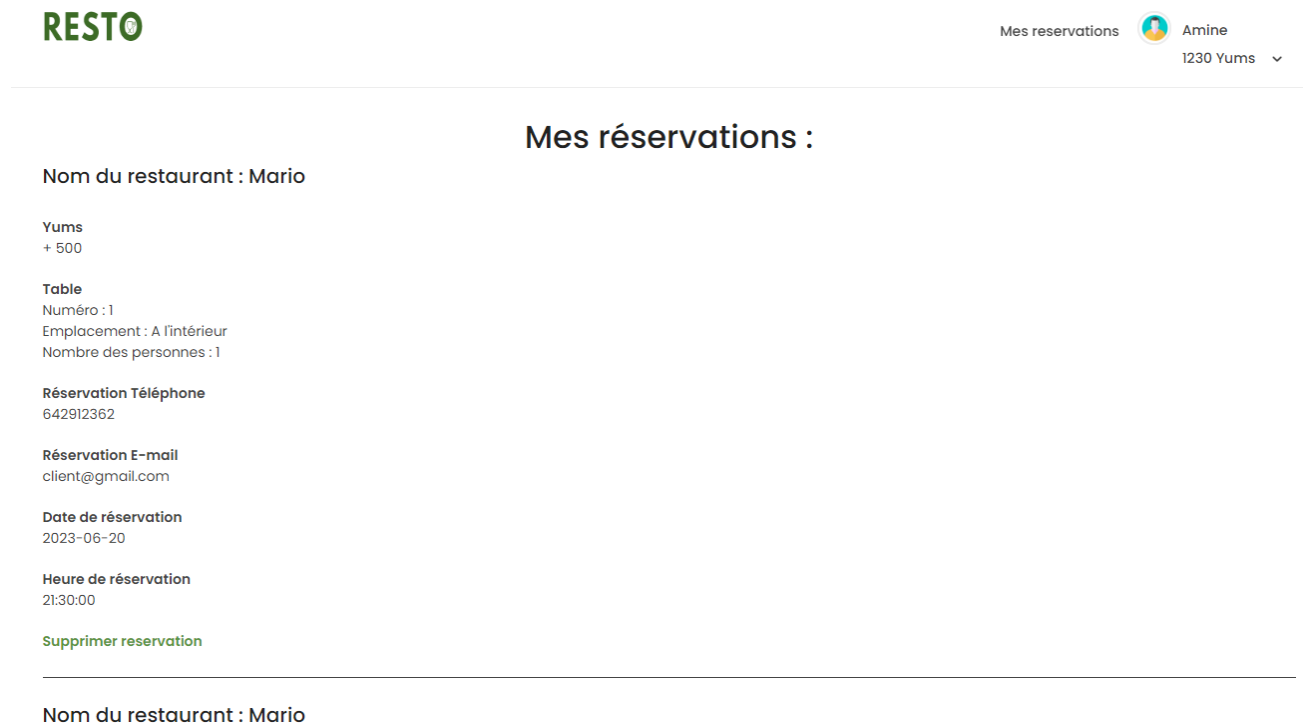 RESTO
Mes reservations
Amine
1230 Yums
Mes réservations :
Nom du restaurant : Mario
Yums
+ 500
Table
Numéro : 1
Emplacement : A l'intérieur
Nombre des personnes : 1
Réservation Téléphone
642912362
Réservation E-mail
client@gmail.com
Date de réservation
2023-06-20
Heure de réservation
21:30:00
Supprimer reservation
Nom du restaurant : Mario